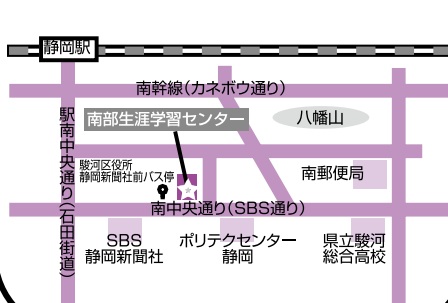 静岡駅
南幹線(カネボウ通り)
南部生涯学習センター
八幡山
駅南中央通り(石田街道)
駿河区役所
静岡新聞社前バス停
南郵便局
南中央通り(SBS通り)
SBS
静岡新聞社
ポリテクセンター
静岡
県立駿河
総合高校